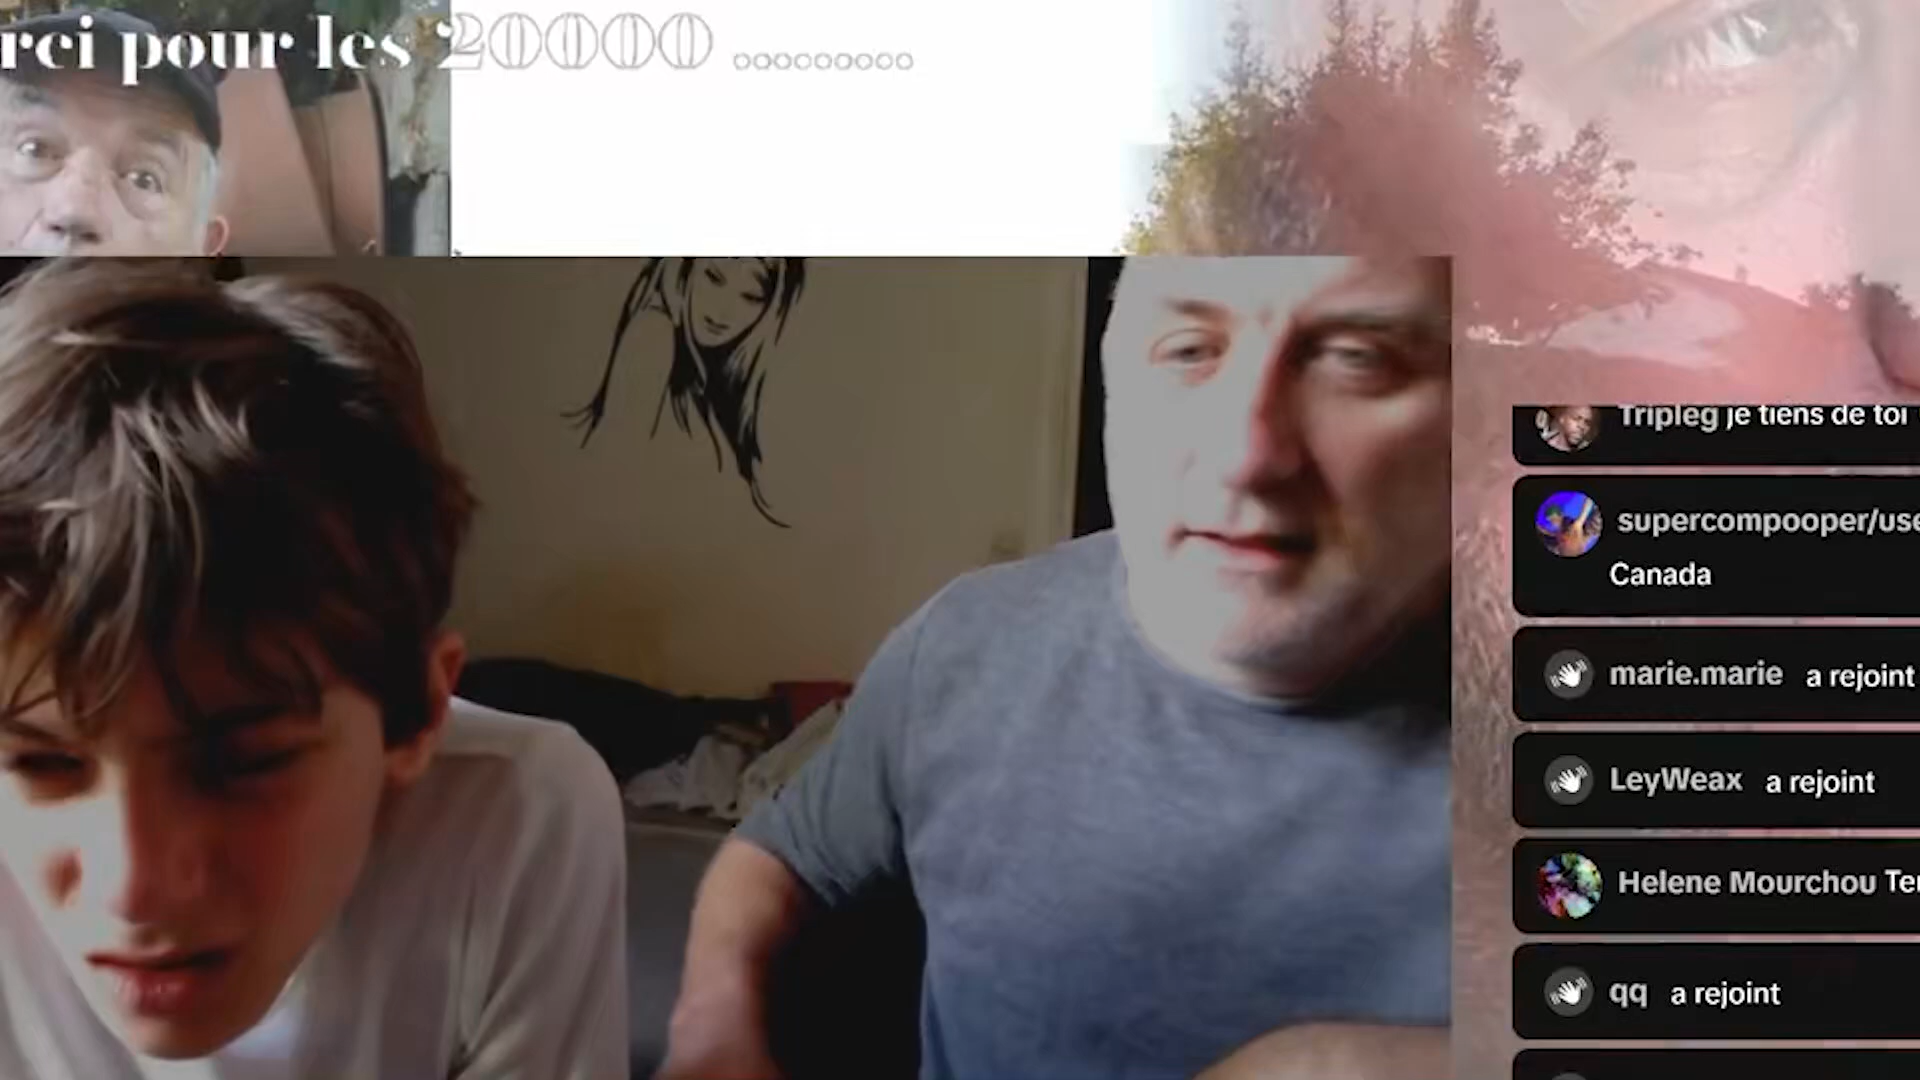 rci pour les 20000 .........
Tripleg je tiens de toi
supercompooper/use
Canada
marie.marie a rejoint
LeyWeax a rejoint
Helene Mourchou Ter
qq a rejoint